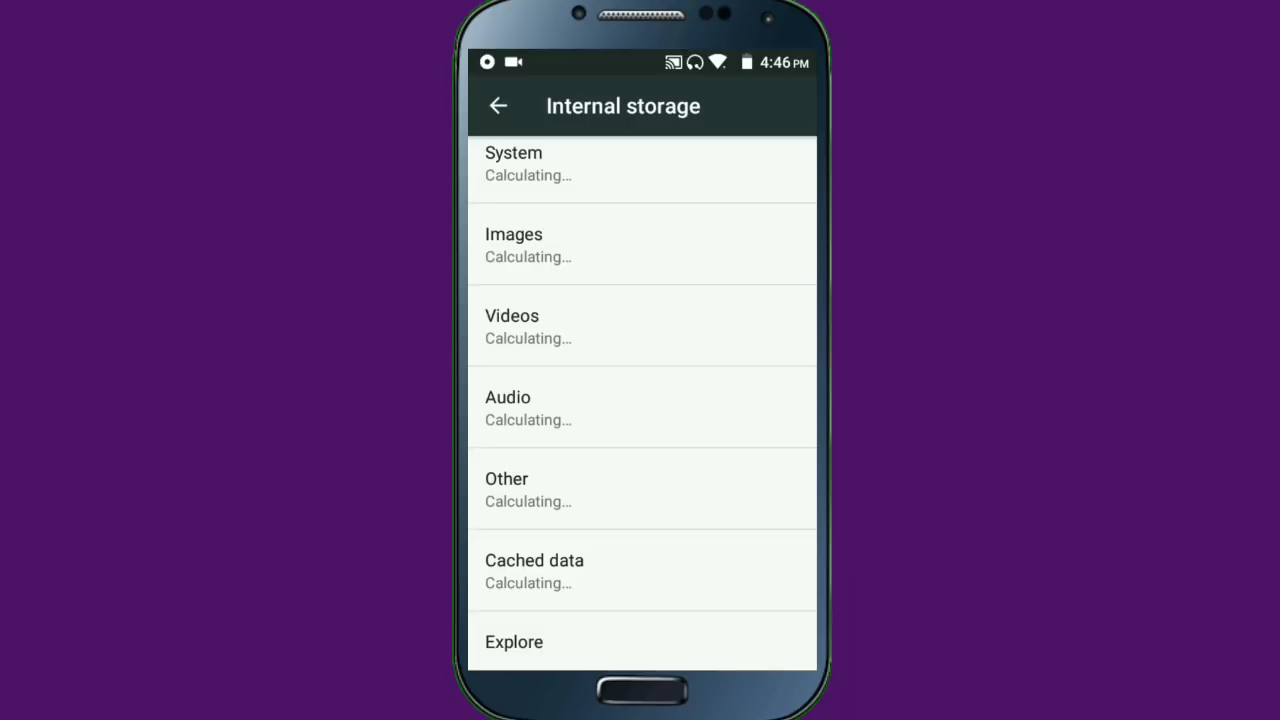 4:46 PM
Internal storage
System
Calculating...
Images
Calculating...
Videos
Calculating...
Audio
Calculating...
Other
Calculating...
Cached data
Calculating...
Explore